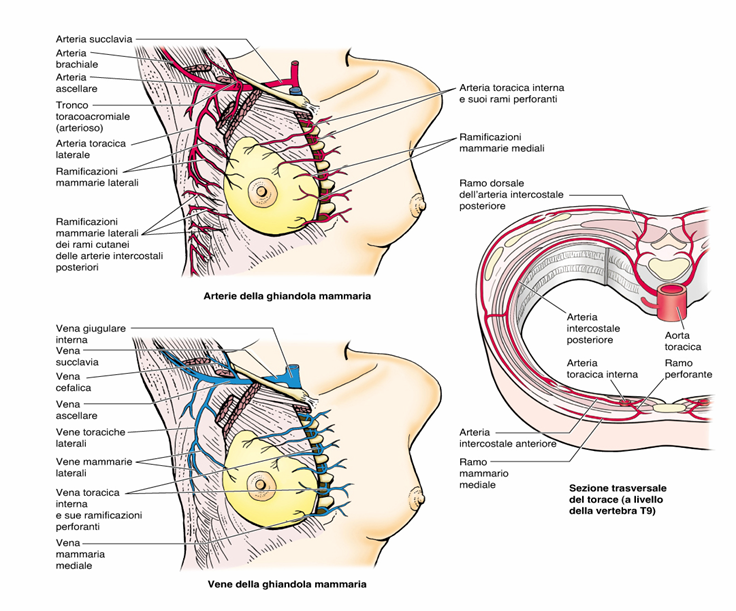 Arteria succlavia
Arteria
brachiale
Arteria
ascellare
Tronco
toracoacromiale
(arterioso)
Arteria toracica
laterale
Ramificazioni
mammarie laterali
Ramificazioni
mammarie laterali
dei rami cutanei
delle arterie intercostali
posteriori
Arteria toracica interna
e suoi rami perforanti
Ramificazioni
mammarie mediali
Arterie della ghiandola mammaria
Ramo dorsale
dell'arteria intercostale
posteriore
Arteria
intercostale
posteriore
Aorta
toracica
Arteria
toracica interna
Ramo
perforante
Arteria
intercostale anteriore
Ramo
mammario
mediale
Sezione trasversale
del torace (a livello
della vertebra T9)
Vena giugulare
interna
Vena
succlavia
Vena
cefalica
Vena
ascellare
Vene toraciche
laterali
Vene mammarie
laterali
Vena toracica
interna
e sue ramificazioni
perforanti
Vena
mammaria
mediale
Vene della ghiandola mammaria